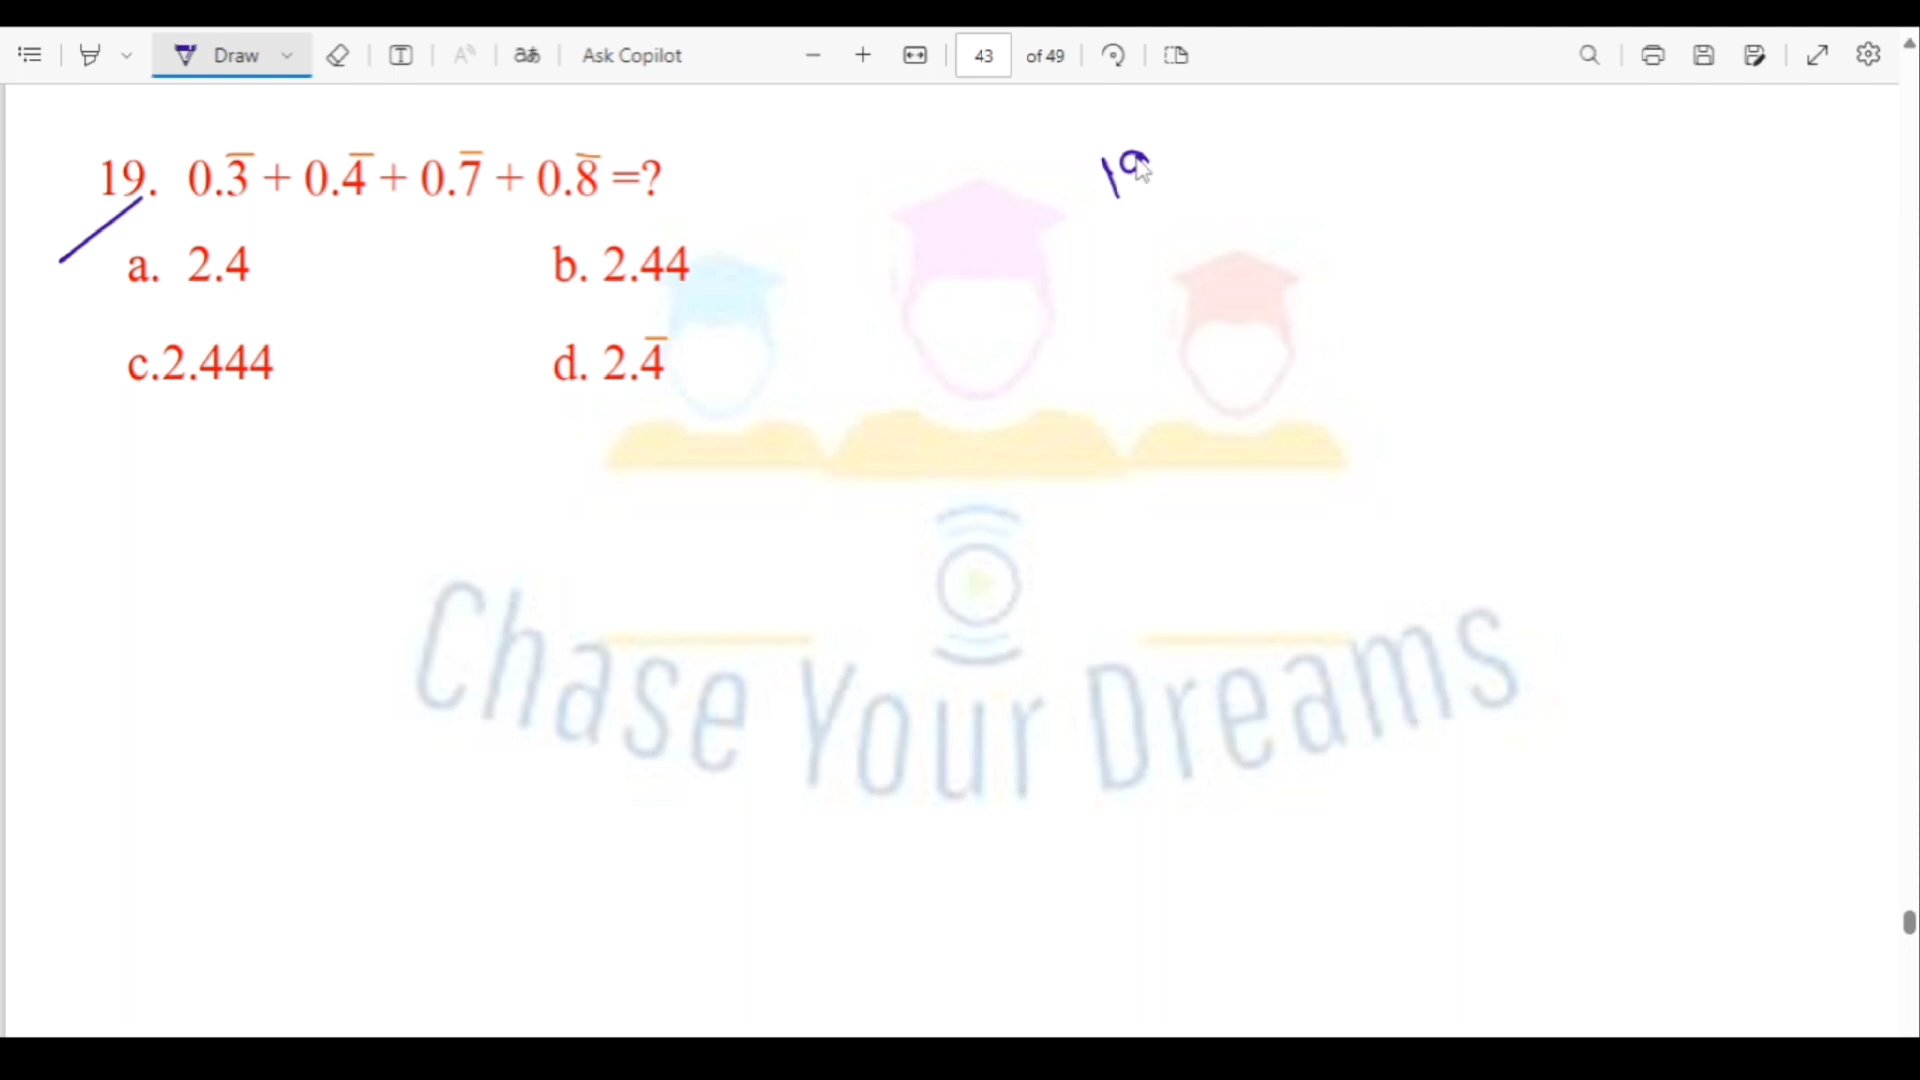 Draw Ask Copilot 43 of 49
19. 0.3̅ + 0.4̅ + 0.7̅ + 0.8̅ =?
19
a. 2.4 b. 2.44
c.2.444 d. 2.4̅
Chase Your Dreams